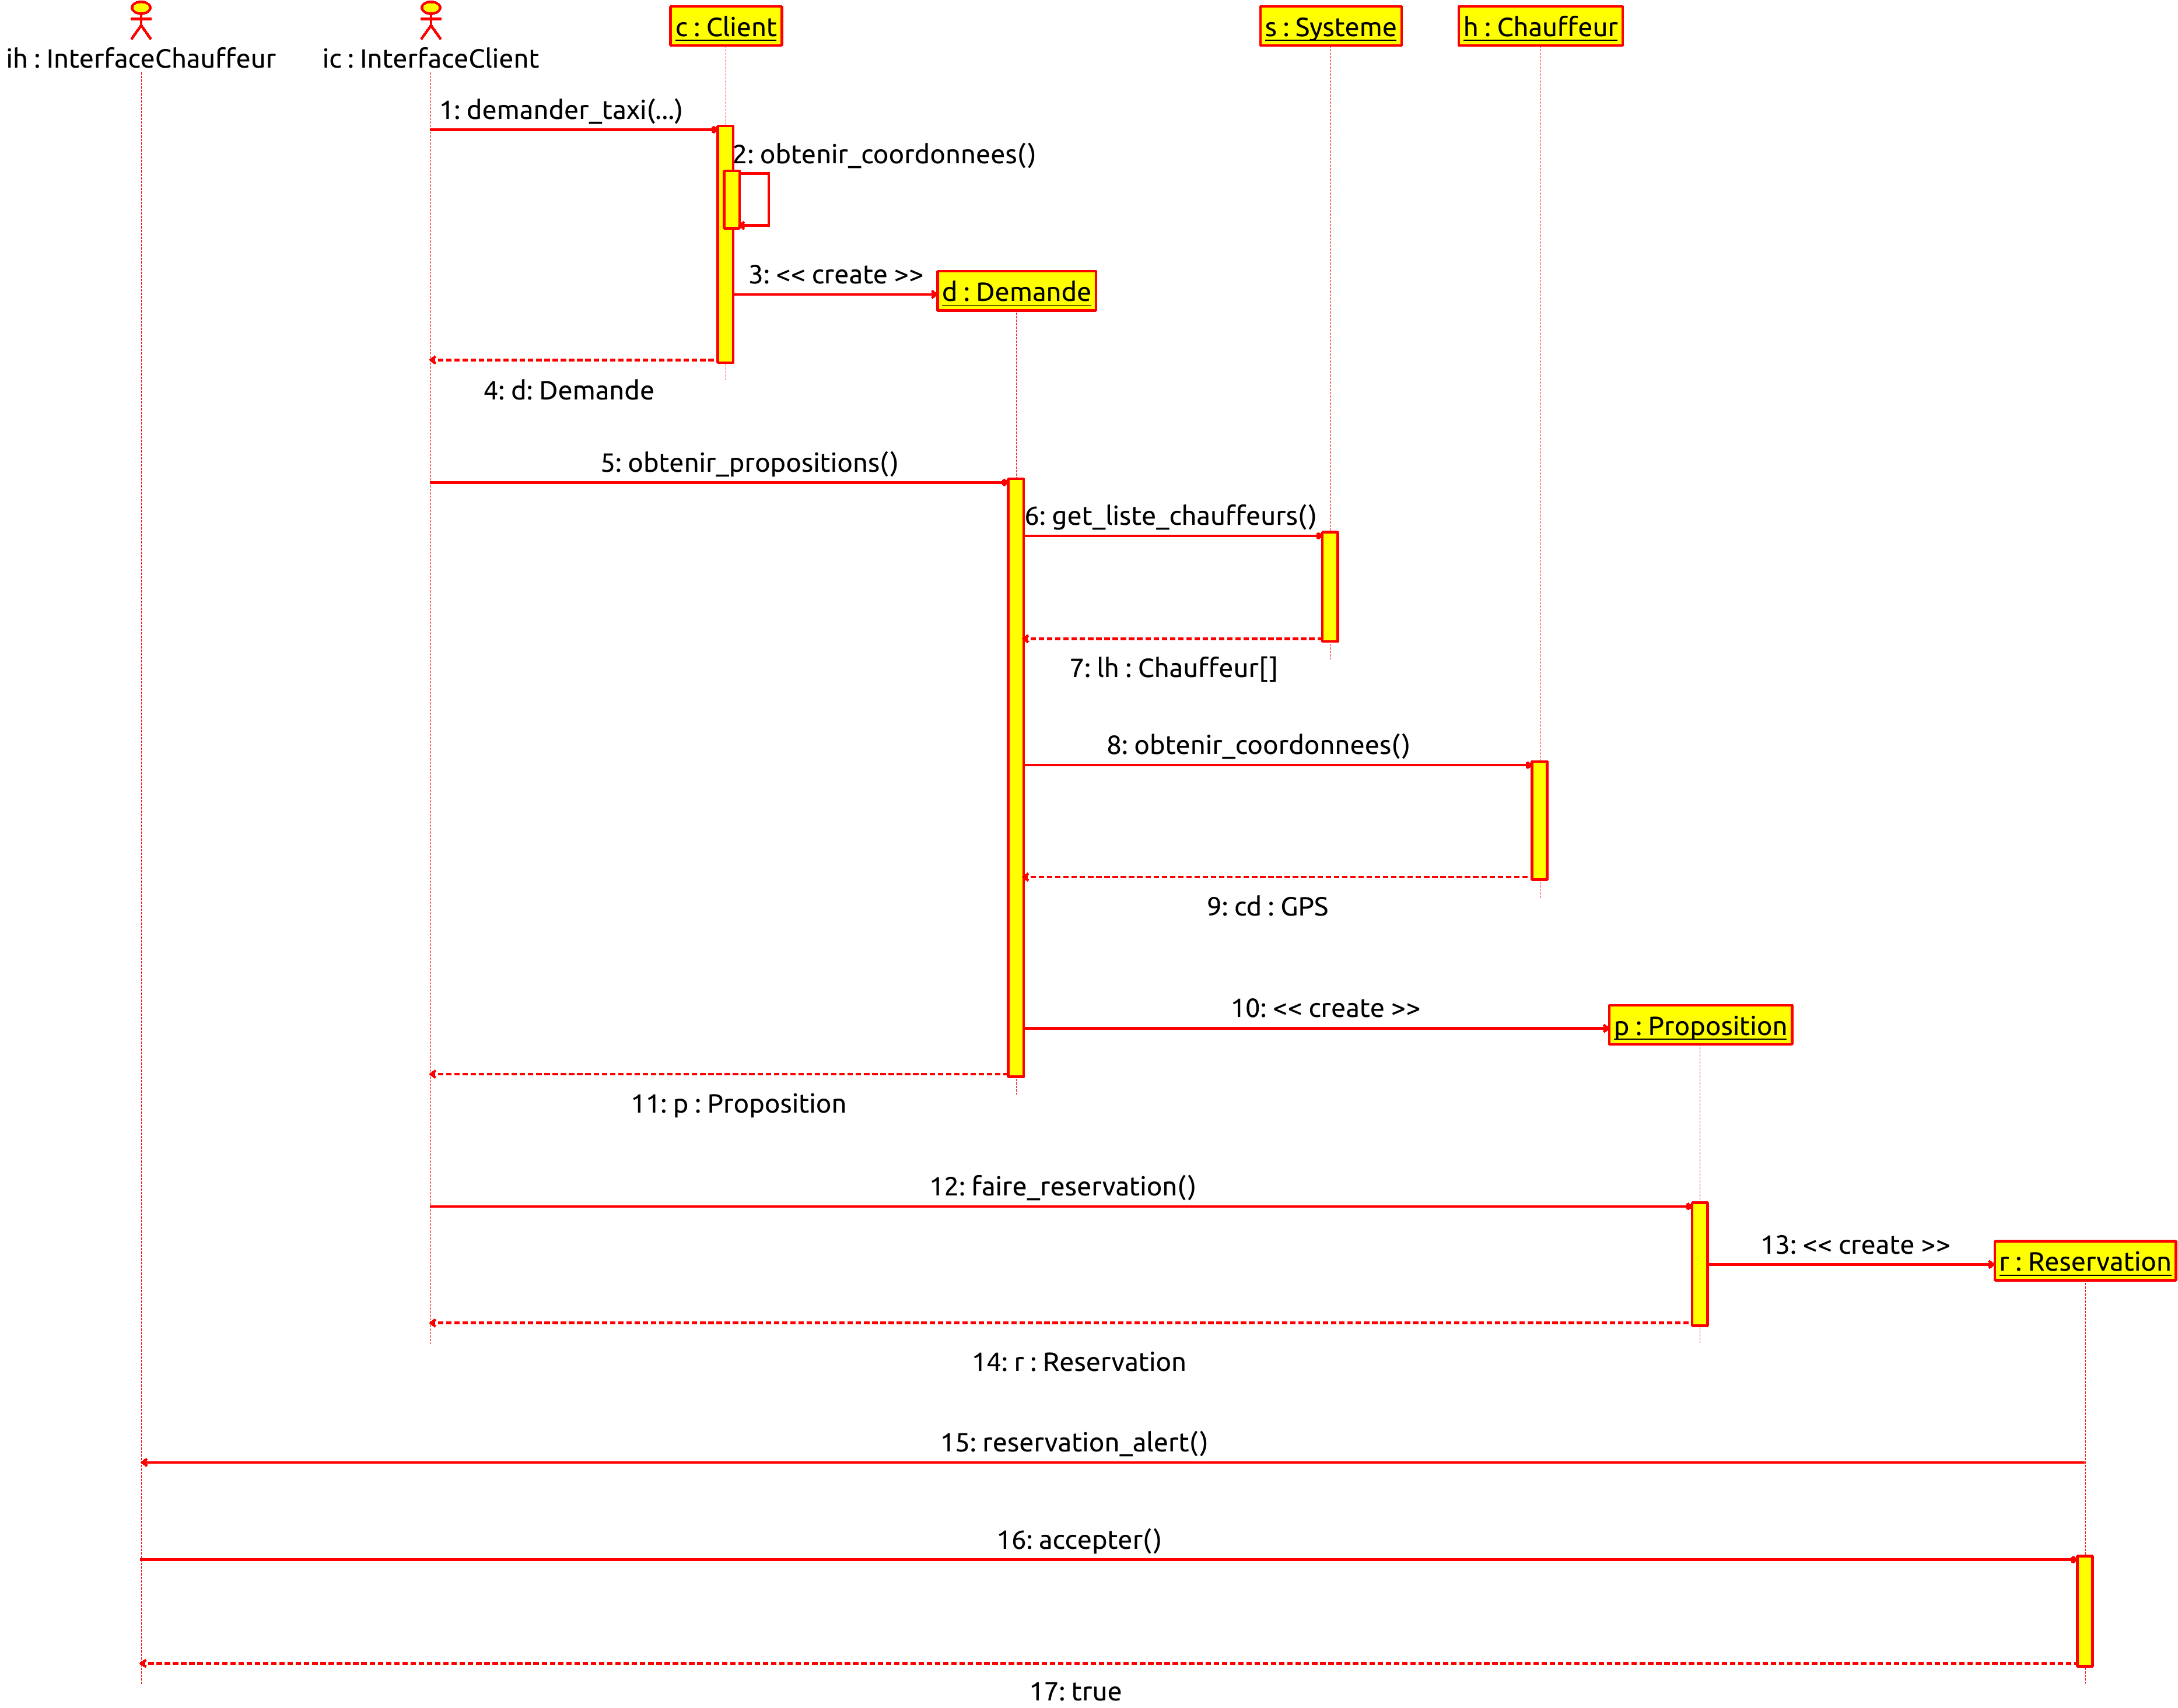 c : Client
s : Systeme
h : Chauffeur
ih : InterfaceChauffeur
ic : InterfaceClient
1: demander_taxi(...)
2: obtenir_coordonnees()
3: << create >>
d : Demande
4: d: Demande
5: obtenir_propositions()
6: get_liste_chauffeurs()
7: lh : Chauffeur[]
8: obtenir_coordonnees()
9: cd : GPS
10: << create >>
p : Proposition
11: p : Proposition
12: faire_reservation()
13: << create >>
r : Reservation
14: r : Reservation
15: reservation_alert()
16: accepter()
17: true